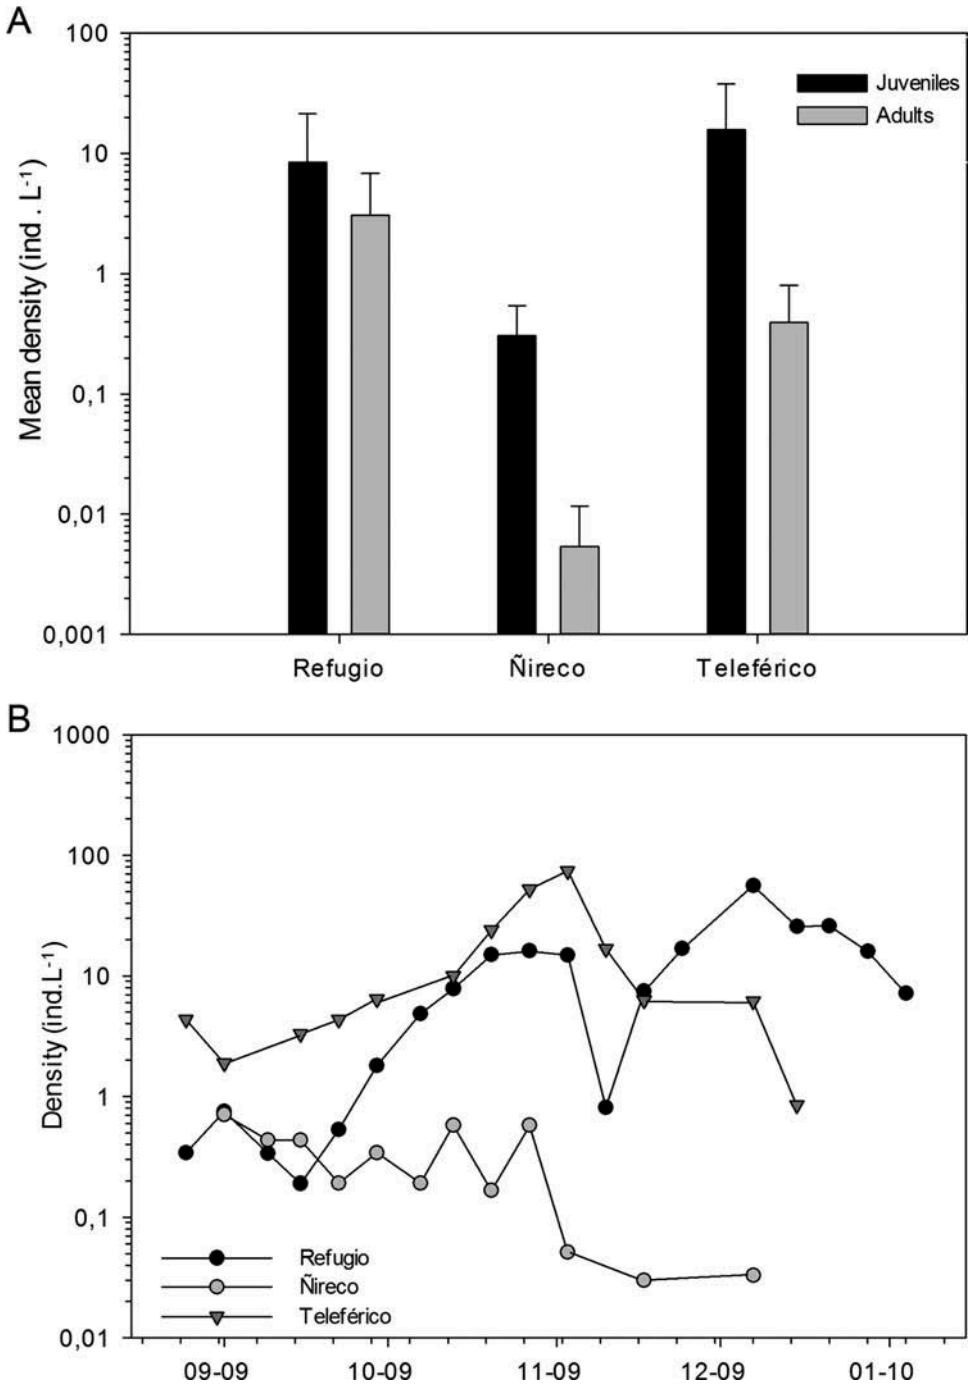 A
100
10
1
0,1
0,01
0,001
Mean density (ind . L-1)
Juveniles
Adults
Refugio Ñireco Teleférico
B
1000
100
10
1
0,1
0,01
Density (ind.L-1)
Refugio
Ñireco
Teleférico
09-09 10-09 11-09 12-09 01-10